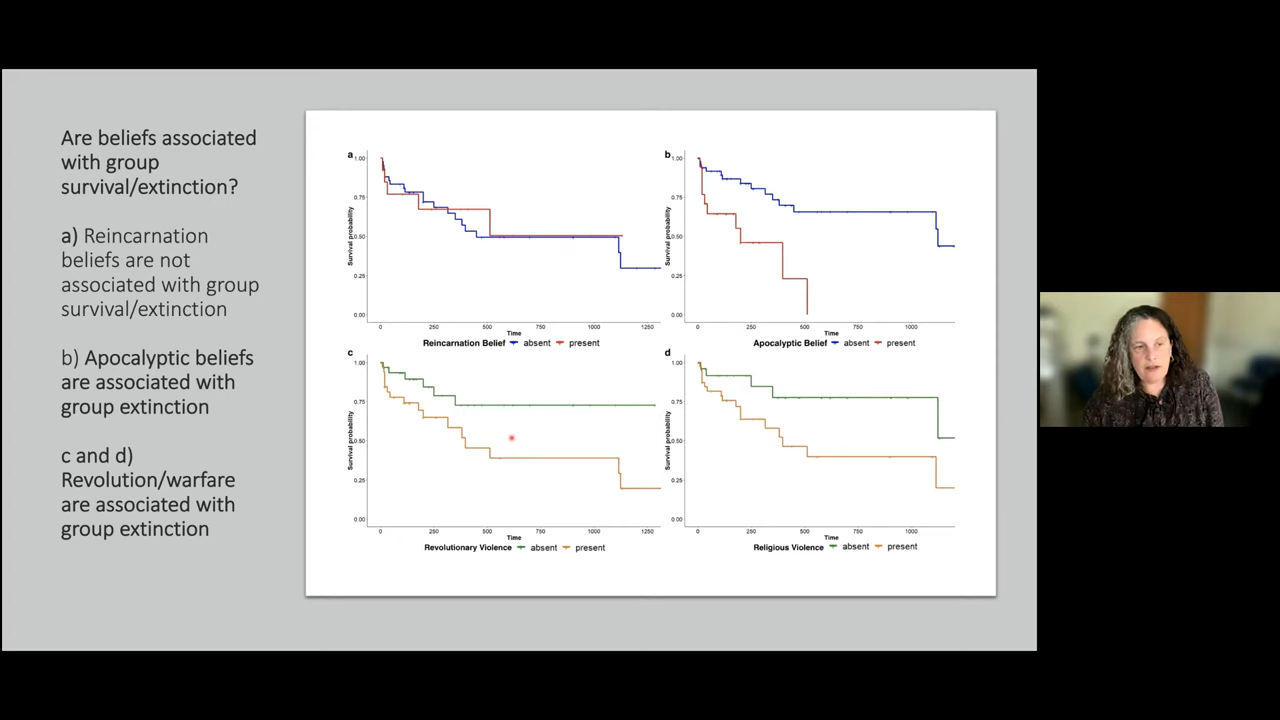 Are beliefs associated
with group
survival/extinction?
a) Reincarnation
beliefs are not
associated with group
survival/extinction
b) Apocalyptic beliefs
are associated with
group extinction
c and d)
Revolution/warfare
are associated with
group extinction
a
1.00
0.75
0.50
0.25
0.00
Survival probability
0 250 500 750 1000 1250
Time
Reincarnation Belief absent present
b
1.00
0.75
0.50
0.25
0.00
Survival probability
0 250 500 750 1000
Time
Apocalyptic Belief absent present
c
1.00
0.75
0.50
0.25
0.00
Survival probability
0 250 500 750 1000 1250
Time
Revolutionary Violence absent present
d
1.00
0.75
0.50
0.25
0.00
Survival probability
0 250 500 750 1000
Time
Religious Violence absent present